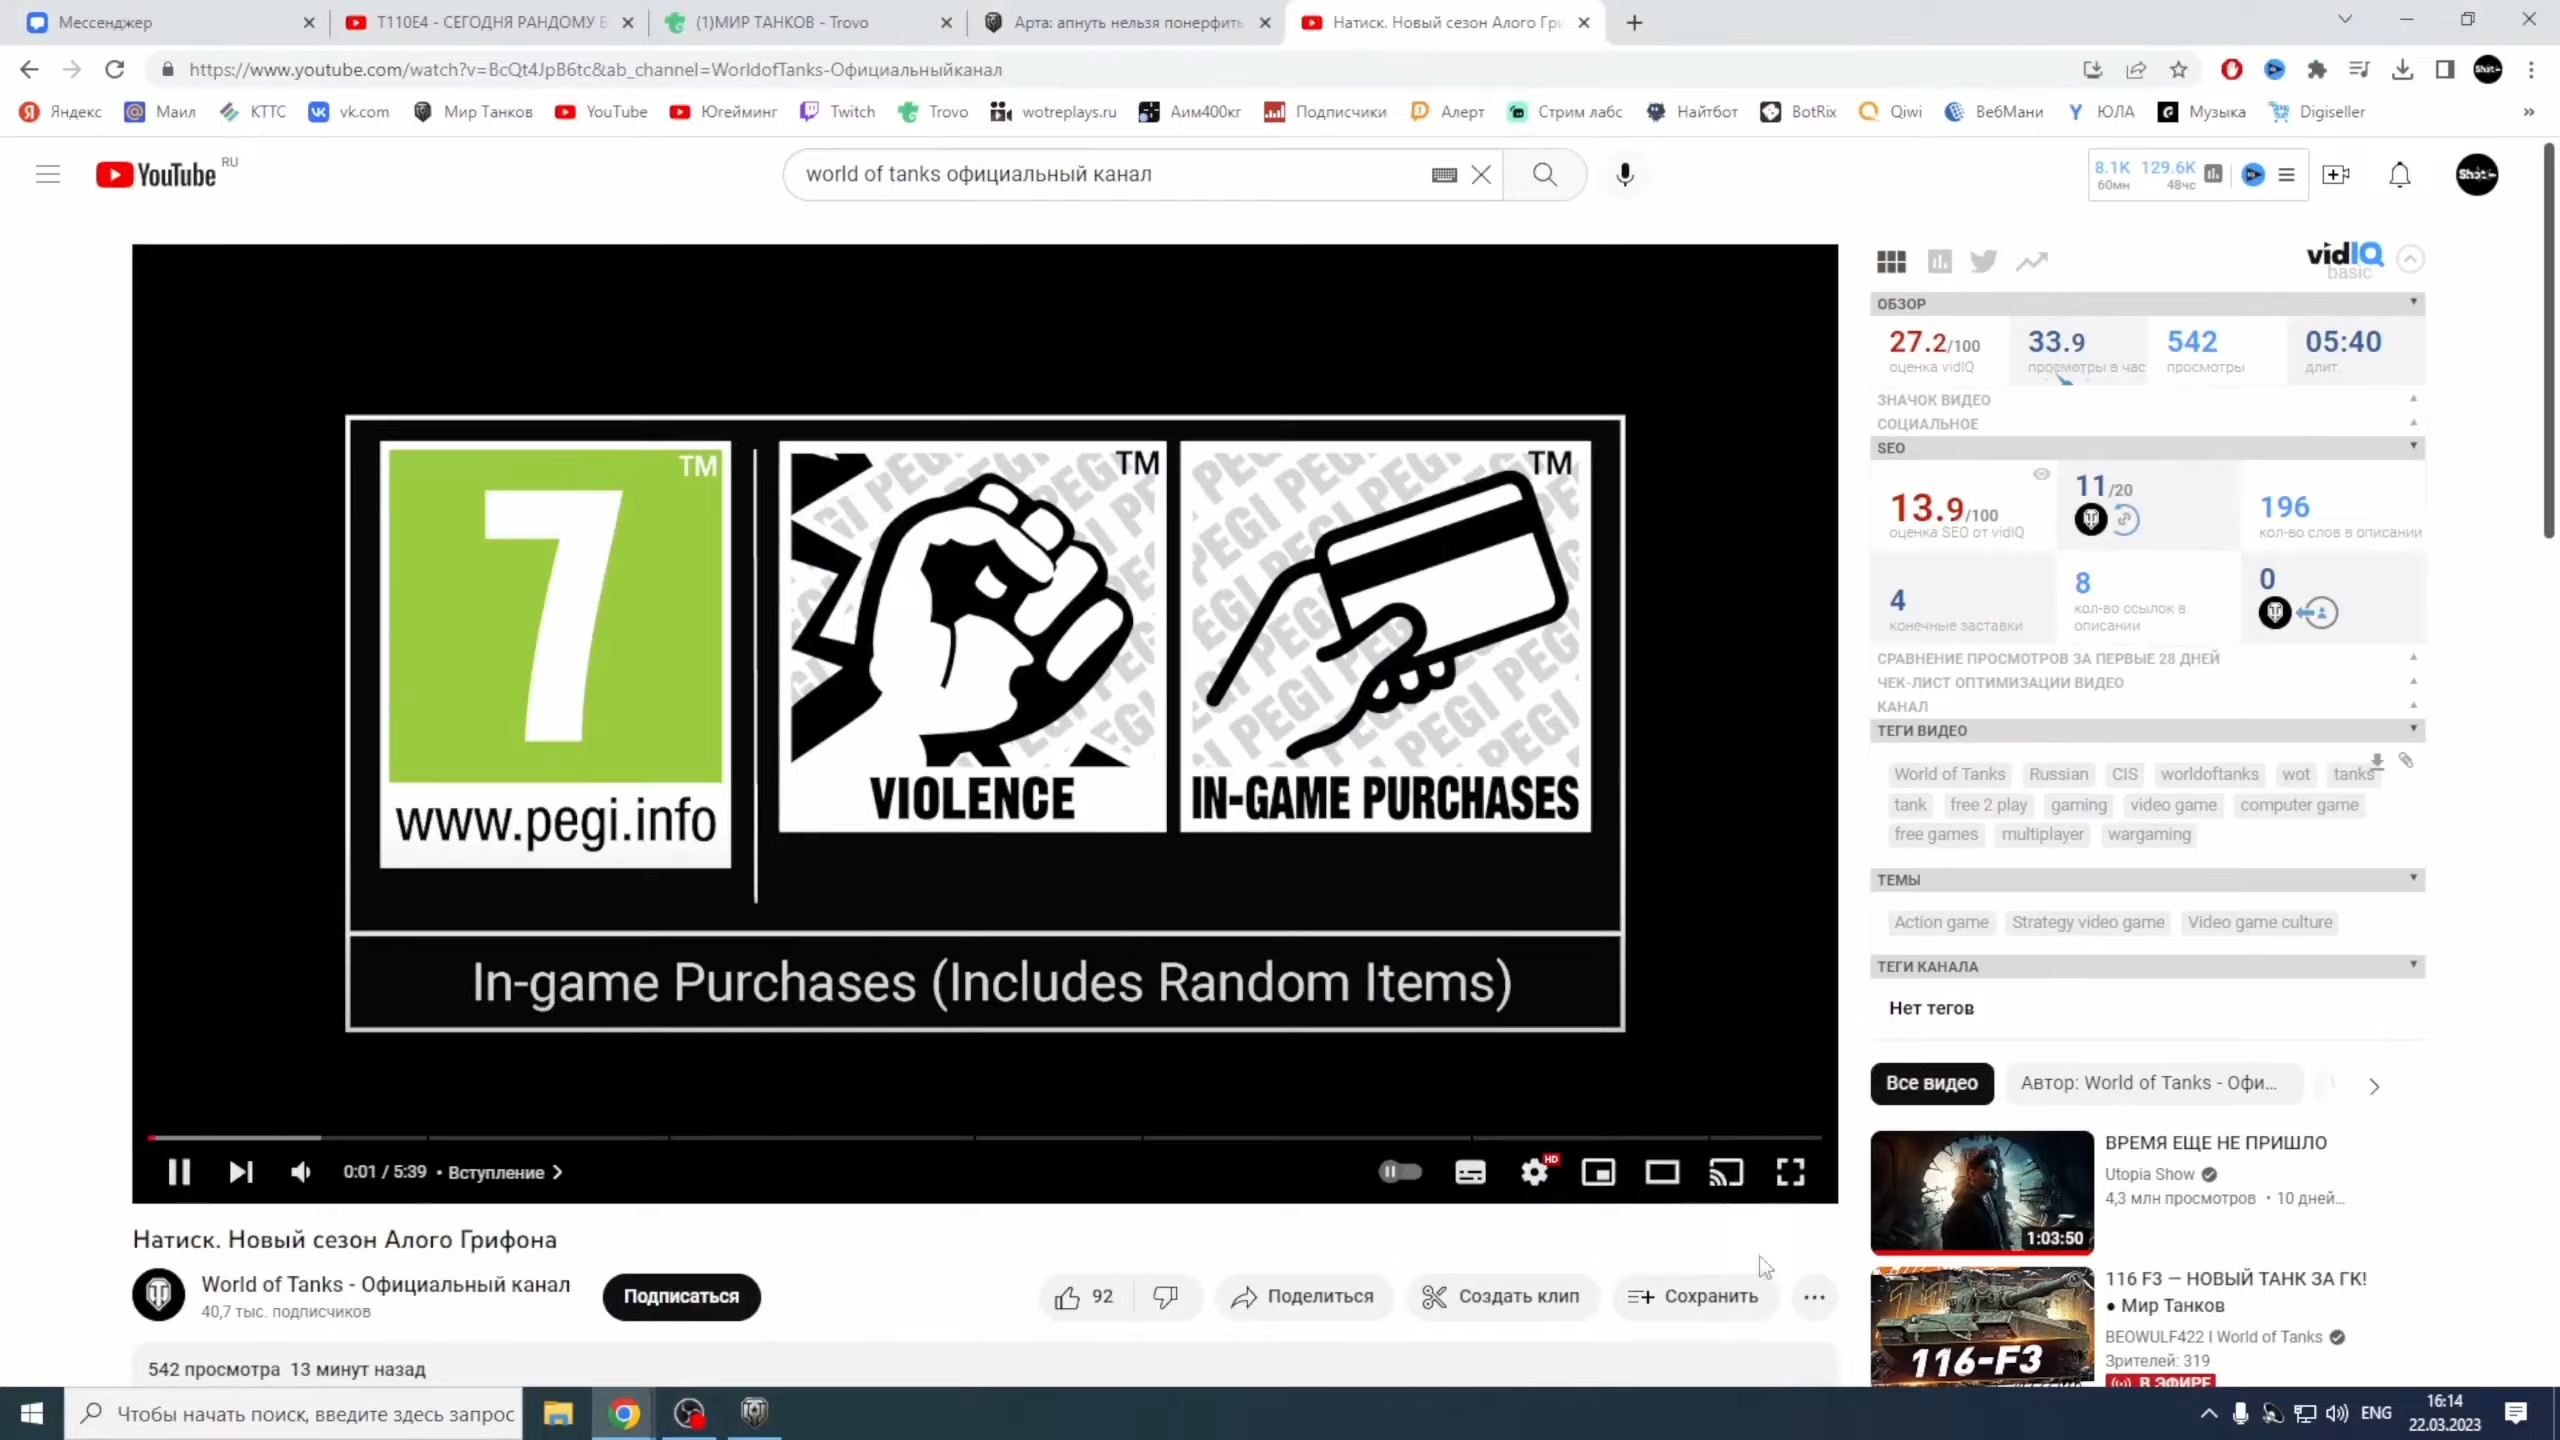 Мессенджер
T110E4 - СЕГОДНЯ РАНДОМУ Б
(1)МИР ТАНКОВ - Trovo
Арта: апнуть нельзя понерфить
Натиск. Новый сезон Алого Гри
https://www.youtube.com/watch?v=BcQt4JpB6tc&ab_channel=WorldofTanks-Официальныйканал
Яндекс
Маил
КТТС
vk.com
Мир Танков
YouTube
Югейминг
Twitch
Trovo
wotreplays.ru
Аим400кг
Подписчики
Алерт
Стрим лабс
Найтбот
BotRix
Qiwi
ВебМани
ЮЛА
Музыка
Digiseller
YouTube RU
world of tanks официальный канал
8.1K 129.6K
60мн 48чс
7 TM
www.pegi.info
TM
VIOLENCE
TM
IN-GAME PURCHASES
In-game Purchases (Includes Random Items)
0:01 / 5:39 • Вступление
HD
Натиск. Новый сезон Алого Грифона
World of Tanks - Официальный канал
40,7 тыс. подписчиков
Подписаться
92
Поделиться
Создать клип
Сохранить
542 просмотра 13 минут назад
vidIQ
basic
ОБЗОР
27.2/100
оценка vidIQ
33.9
просмотры в час
542
просмотры
05:40
длит.
ЗНАЧОК ВИДЕО
СОЦИАЛЬНОЕ
SEO
13.9/100
оценка SEO от vidIQ
11/20
196
кол-во слов в описании
4
конечные заставки
8
кол-во ссылок в
описании
0
СРАВНЕНИЕ ПРОСМОТРОВ ЗА ПЕРВЫЕ 28 ДНЕЙ
ЧЕК-ЛИСТ ОПТИМИЗАЦИИ ВИДЕО
КАНАЛ
ТЕГИ ВИДЕО
World of Tanks Russian CIS worldoftanks wot tanks
tank free 2 play gaming video game computer game
free games multiplayer wargaming
ТЕМЫ
Action game Strategy video game Video game culture
ТЕГИ КАНАЛА
Нет тегов
Все видео
Автор: World of Tanks - Офи...
1:03:50
ВРЕМЯ ЕЩЕ НЕ ПРИШЛО
Utopia Show
4,3 млн просмотров • 10 дней...
116-F3
116 F3 — НОВЫЙ ТАНК ЗА ГК!
● Мир Танков
BEOWULF422 I World of Tanks
Зрителей: 319
В ЭФИРЕ
Чтобы начать поиск, введите здесь запрос
ENG
16:14
22.03.2023